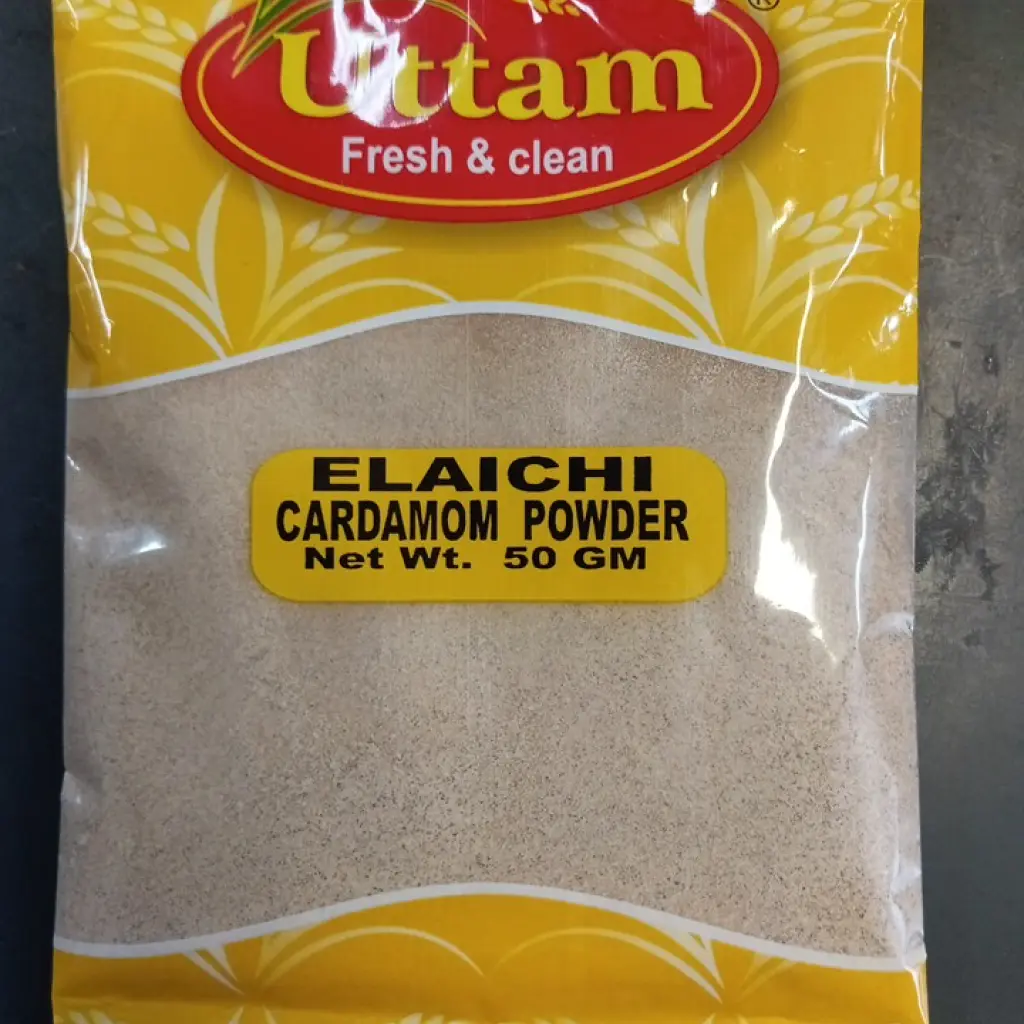 ®
Uttam
Fresh & clean
ELAICHI
CARDAMOM POWDER
Net Wt. 50 GM